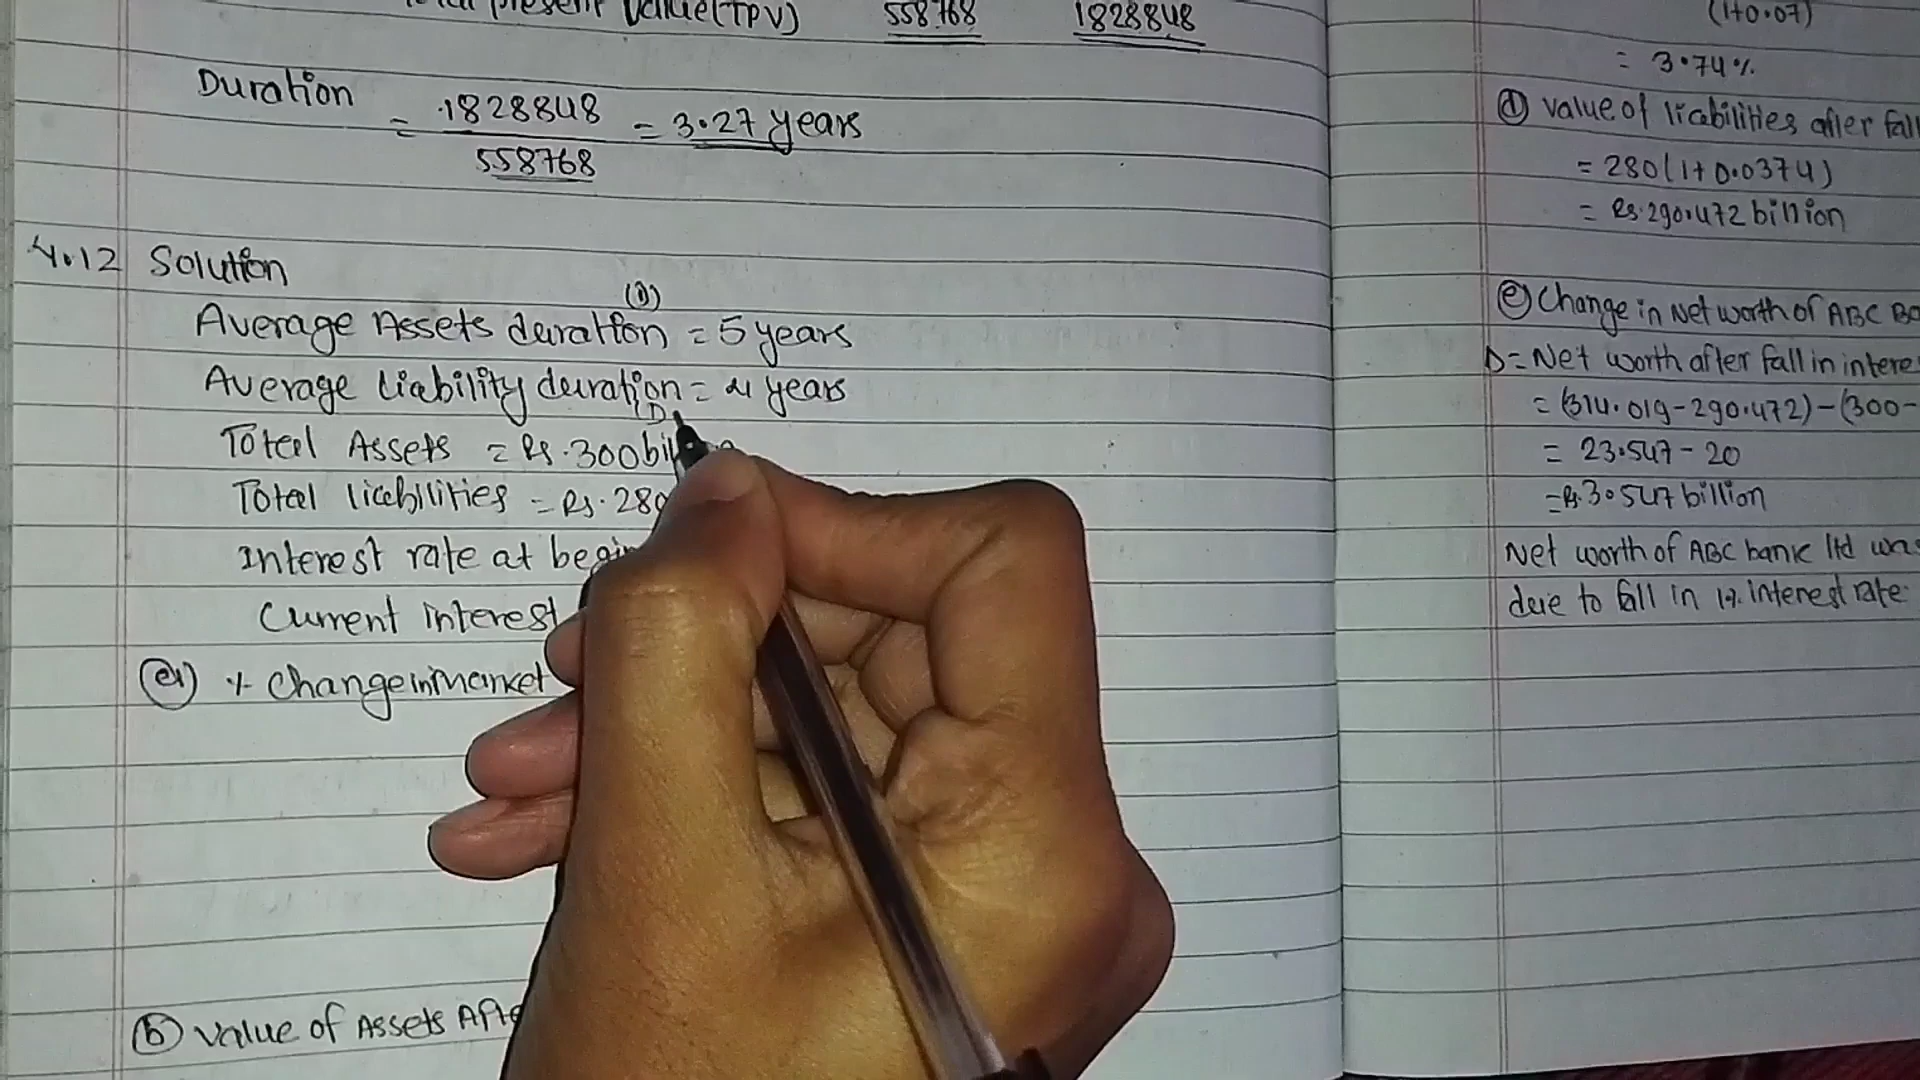 Total present value(TPV) 558768 1828848
Duration = 1828848 / 558768 = 3.27 years
4.12 Solution
(D)
Average Assets duration = 5 years
Average liability duration = 4 years
(D
Total Assets = Rs.300 bil
Total liabilities = Rs.280
Interest rate at begin
Current interest
(a) % Change in market
(b) Value of Assets Afte
(1+0.07)
= 3.74%
(d) Value of liabilities after fall
= 280(1+0.0374)
= Rs.290.472 billion
(e) Change in Net worth of ABC Ba
D = Net worth after fall in intere
= (314.019-290.472)-(300-
= 23.547-20
= Rs.3.547 billion
Net worth of ABC bank ltd was
due to fall in 1% interest rate.